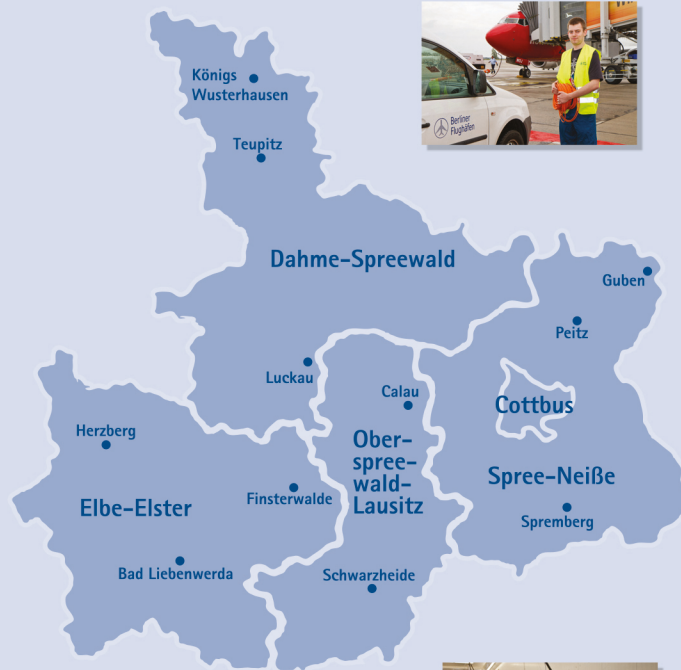 Königs
Wusterhausen
Berliner
Flughäfen
Teupitz
Dahme-Spreewald
Guben
Peitz
Luckau
Calau
Cottbus
Herzberg
Ober-
spree-
wald-
Lausitz
Spree-Neiße
Finsterwalde
Elbe-Elster
Spremberg
Bad Liebenwerda
Schwarzheide